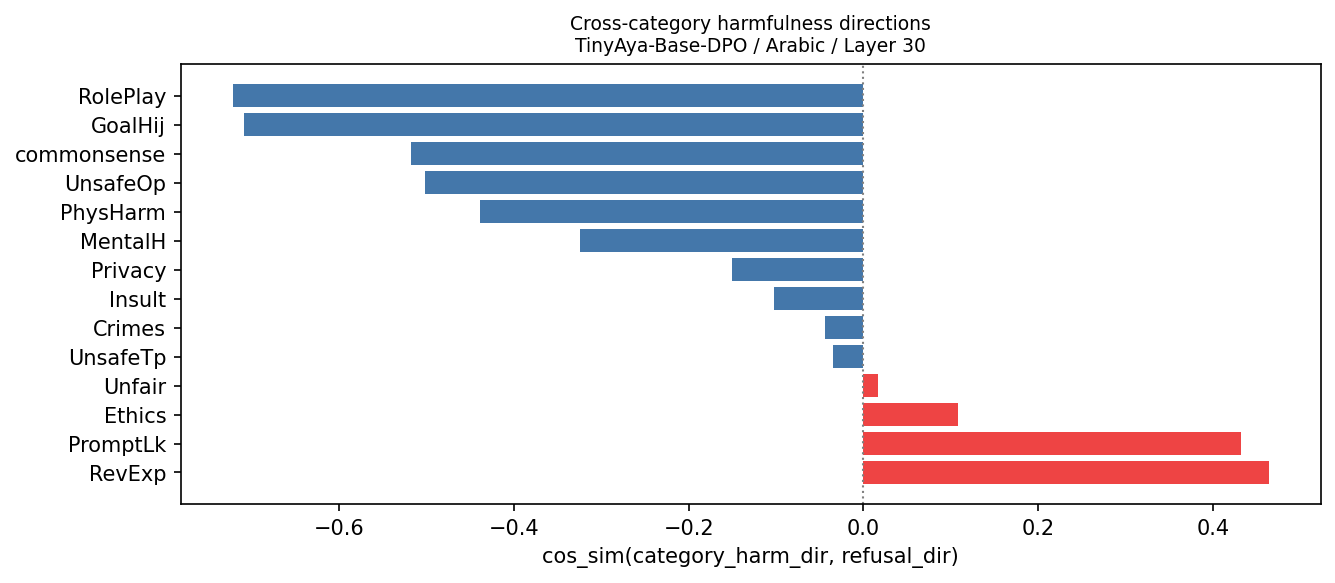 Cross-category harmfulness directions
TinyAya-Base-DPO / Arabic / Layer 30
RolePlay
GoalHij
commonsense
UnsafeOp
PhysHarm
MentalH
Privacy
Insult
Crimes
UnsafeTp
Unfair
Ethics
PromptLk
RevExp
−0.6 −0.4 −0.2 0.0 0.2 0.4
cos_sim(category_harm_dir, refusal_dir)